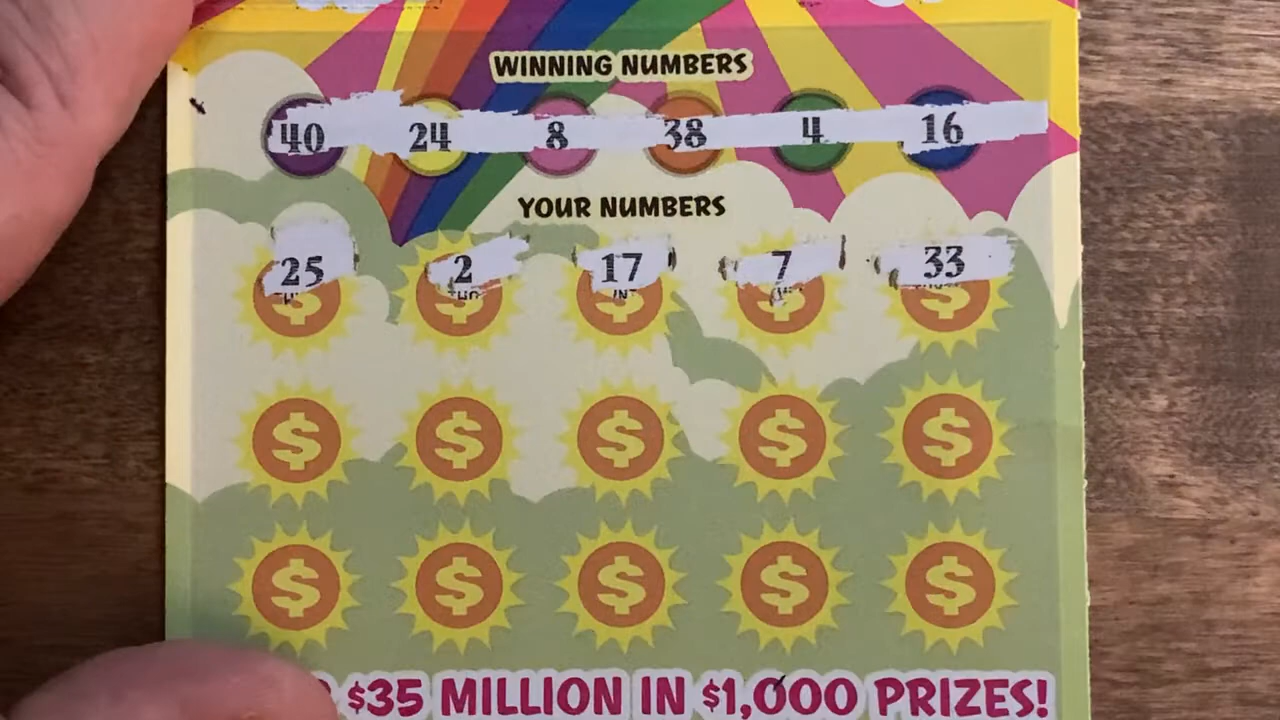 WINNING NUMBERS
40 24 8 38 4 16
YOUR NUMBERS
25 2 17 7 33
$ $ $ $ $
$ $ $ $ $
$ $ $ $ $
$35 MILLION IN $1,000 PRIZES!